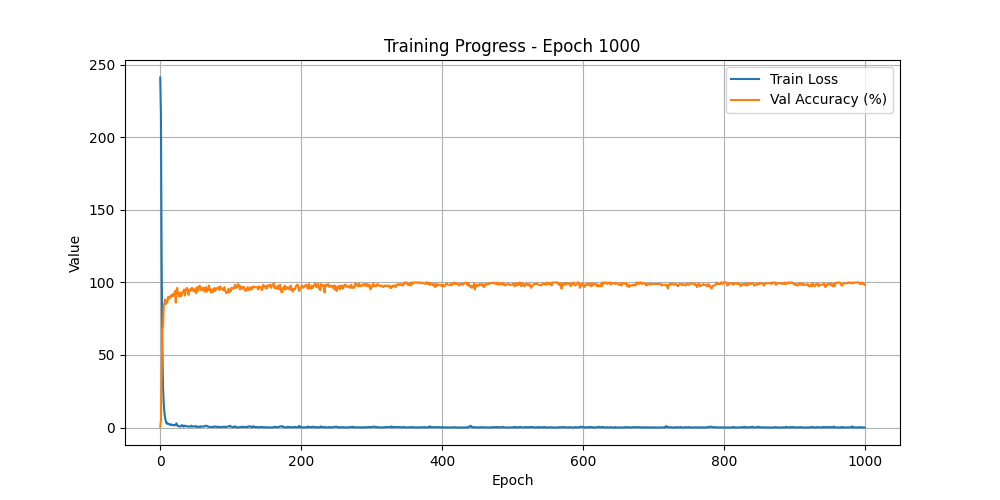 Training Progress - Epoch 1000
250
200
150
100
50
0
Value
Train Loss
Val Accuracy (%)
0 200 400 600 800 1000
Epoch